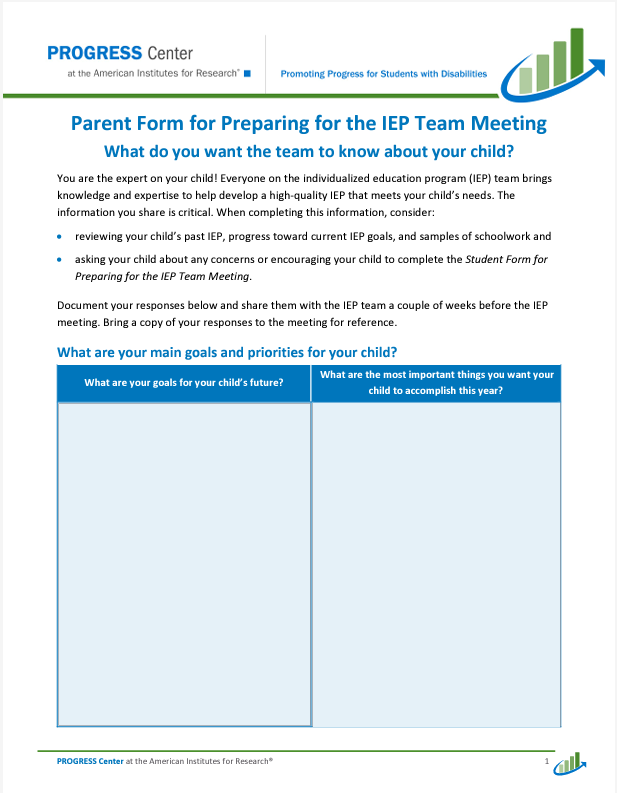 PROGRESS Center
at the American Institutes for Research®
Promoting Progress for Students with Disabilities
Parent Form for Preparing for the IEP Team Meeting
What do you want the team to know about your child?
You are the expert on your child! Everyone on the individualized education program (IEP) team brings
knowledge and expertise to help develop a high-quality IEP that meets your child’s needs. The
information you share is critical. When completing this information, consider:
• reviewing your child’s past IEP, progress toward current IEP goals, and samples of schoolwork and
• asking your child about any concerns or encouraging your child to complete the Student Form for
Preparing for the IEP Team Meeting.
Document your responses below and share them with the IEP team a couple of weeks before the IEP
meeting. Bring a copy of your responses to the meeting for reference.
What are your main goals and priorities for your child?
What are your goals for your child’s future?
What are the most important things you want your
child to accomplish this year?
PROGRESS Center at the American Institutes for Research®
1